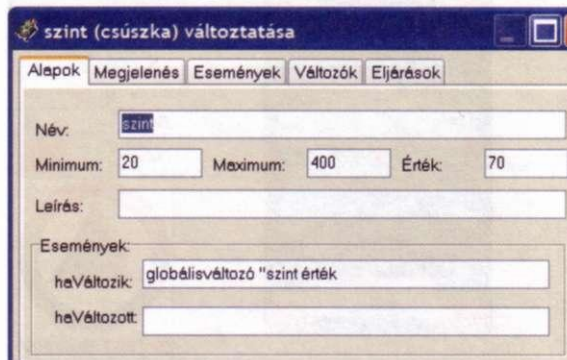 szint (csúszka) változtatása
Alapok Megjelenés Események Változók Eljárások
Név: szint
Minimum: 20 Maximum: 400 Érték: 70
Leírás:
Események:
haVáltozik: globálisváltozó "szint érték
haVáltozott: